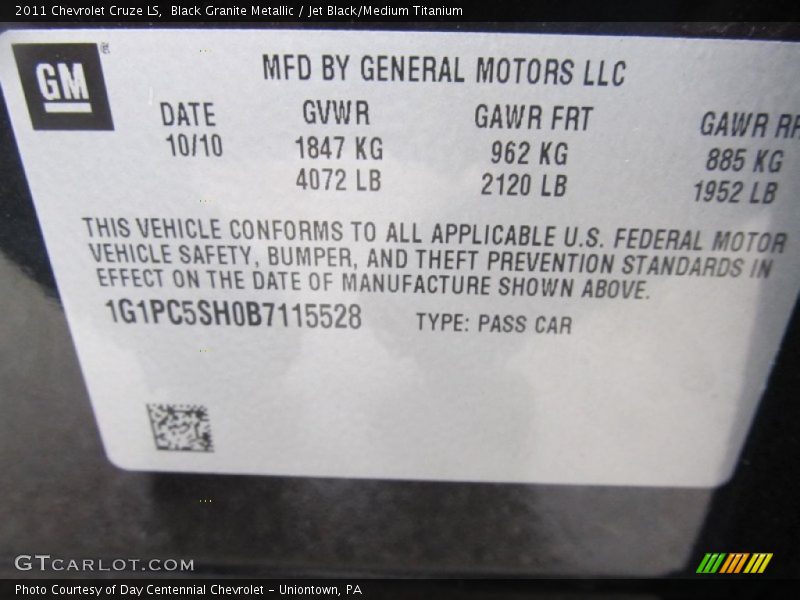 2011 Chevrolet Cruze LS, Black Granite Metallic / Jet Black/Medium Titanium
GM
MFD BY GENERAL MOTORS LLC
DATE GVWR GAWR FRT GAWR RR
10/10 1847 KG 962 KG 885 KG
4072 LB 2120 LB 1952 LB
THIS VEHICLE CONFORMS TO ALL APPLICABLE U.S. FEDERAL MOTOR
VEHICLE SAFETY, BUMPER, AND THEFT PREVENTION STANDARDS IN
EFFECT ON THE DATE OF MANUFACTURE SHOWN ABOVE.
1G1PC5SH0B7115528 TYPE: PASS CAR
GTCARLOT.COM
Photo Courtesy of Day Centennial Chevrolet - Uniontown, PA